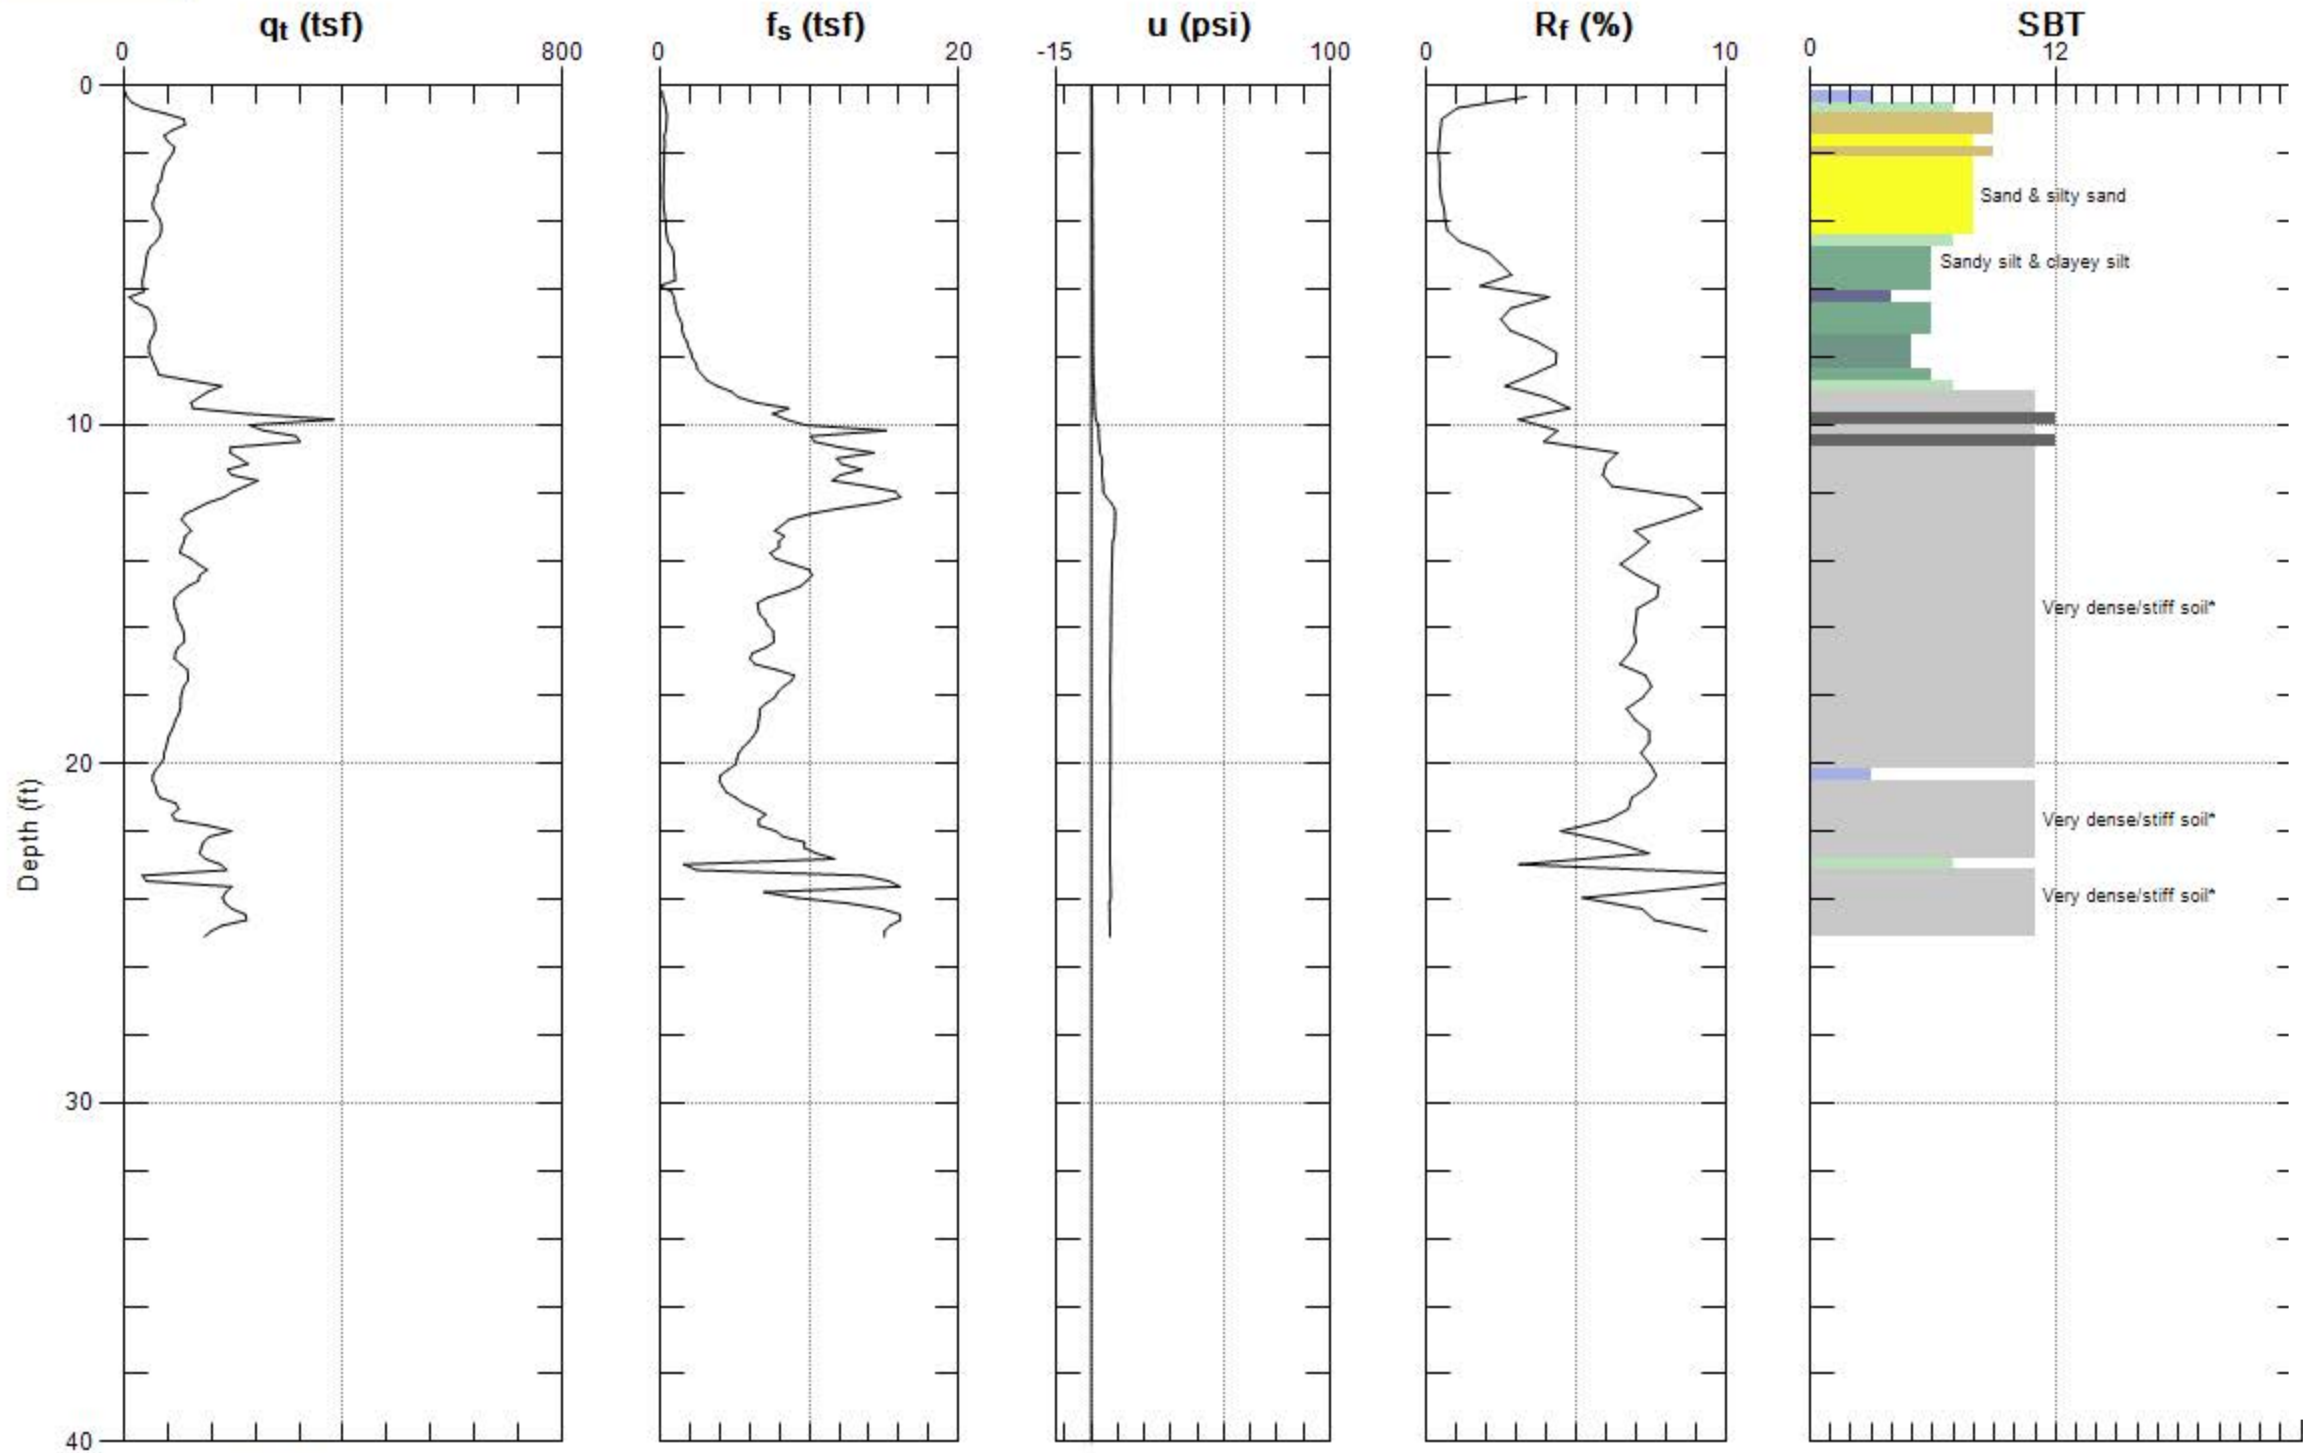 qt (tsf) fs (tsf) u (psi) Rf (%) SBT
0 800 0 20 -15 100 0 10 0 12
0
Sand & silty sand
Sandy silt & clayey silt
10
Very dense/stiff soil*
20
Very dense/stiff soil*
Depth (ft)
Very dense/stiff soil*
30
40